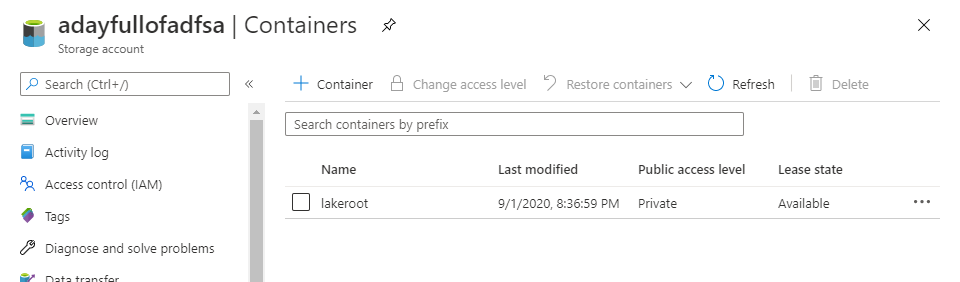 adayfullofadfsa | Containers
Storage account
Search (Ctrl+/)
«
Overview
Activity log
Access control (IAM)
Tags
Diagnose and solve problems
Data transfer
+ Container
Change access level
Restore containers
Refresh
Delete
Search containers by prefix
Name Last modified Public access level Lease state
lakeroot 9/1/2020, 8:36:59 PM Private Available ...